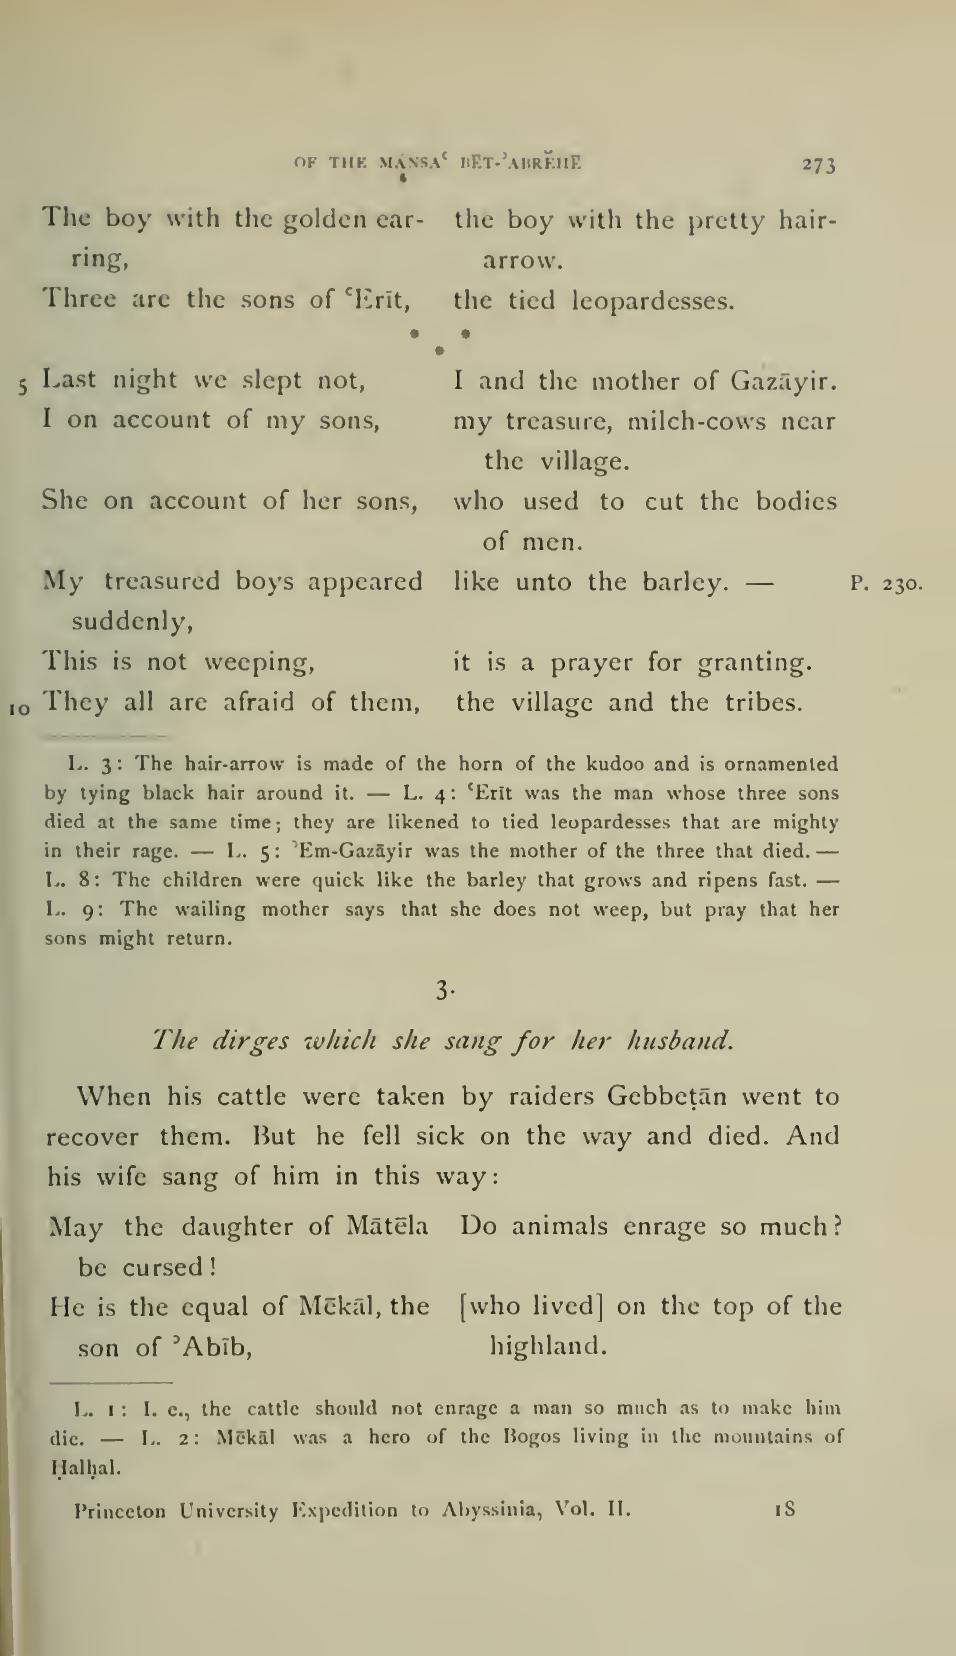 OF THE MANSAʿ BĒT-ʾABRĔHĒ 273
The boy with the golden ear- the boy with the pretty hair-
ring, arrow.
Three are the sons of ʿErīt, the tied leopardesses.
5 Last night we slept not, I and the mother of Gazāyir.
I on account of my sons, my treasure, milch-cows near
the village.
She on account of her sons, who used to cut the bodies
of men.
My treasured boys appeared like unto the barley. — P. 230.
suddenly,
This is not weeping, it is a prayer for granting.
10 They all are afraid of them, the village and the tribes.
L. 3: The hair-arrow is made of the horn of the kudoo and is ornamented
by tying black hair around it. — L. 4: ʿErīt was the man whose three sons
died at the same time; they are likened to tied leopardesses that are mighty
in their rage. — L. 5: ʾEm-Gazāyir was the mother of the three that died. —
L. 8: The children were quick like the barley that grows and ripens fast. —
L. 9: The wailing mother says that she does not weep, but pray that her
sons might return.
3.
The dirges which she sang for her husband.
When his cattle were taken by raiders Gebbeṭān went to
recover them. But he fell sick on the way and died. And
his wife sang of him in this way:
May the daughter of Mātēla Do animals enrage so much?
be cursed!
He is the equal of Mēkāl, the [who lived] on the top of the
son of ʾAbīb, highland.
L. 1: I. e., the cattle should not enrage a man so much as to make him
die. — L. 2: Mēkāl was a hero of the Bogos living in the mountains of
Ḥalḥal.
Princeton University Expedition to Abyssinia, Vol. II. 18